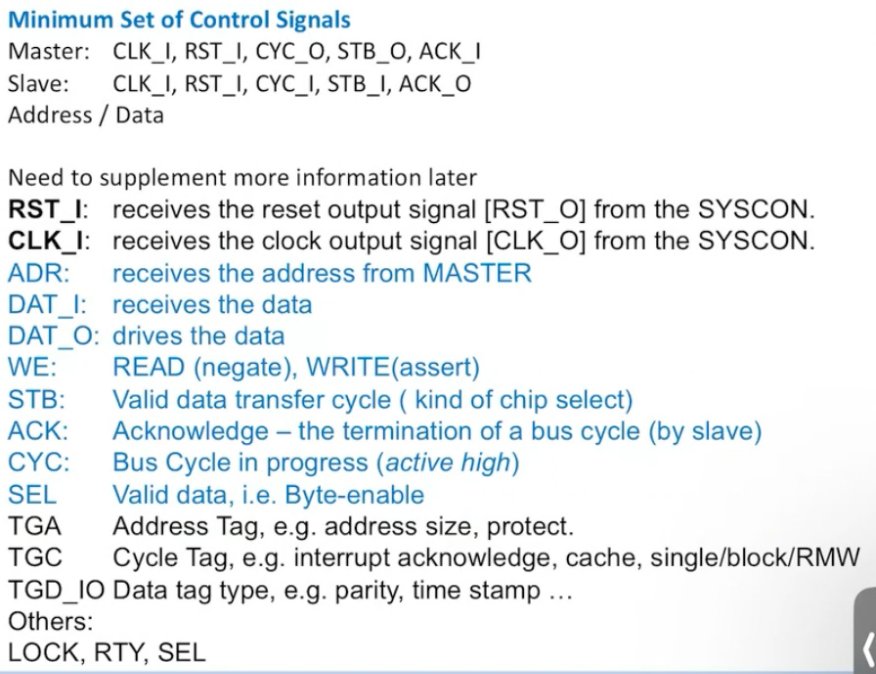 Minimum Set of Control Signals
Master: CLK_I, RST_I, CYC_O, STB_O, ACK_I
Slave: CLK_I, RST_I, CYC_I, STB_I, ACK_O
Address / Data
Need to supplement more information later
RST_I: receives the reset output signal [RST_O] from the SYSCON.
CLK_I: receives the clock output signal [CLK_O] from the SYSCON.
ADR: receives the address from MASTER
DAT_I: receives the data
DAT_O: drives the data
WE: READ (negate), WRITE(assert)
STB: Valid data transfer cycle ( kind of chip select)
ACK: Acknowledge – the termination of a bus cycle (by slave)
CYC: Bus Cycle in progress (active high)
SEL Valid data, i.e. Byte-enable
TGA Address Tag, e.g. address size, protect.
TGC Cycle Tag, e.g. interrupt acknowledge, cache, single/block/RMW
TGD_IO Data tag type, e.g. parity, time stamp ...
Others:
LOCK, RTY, SEL